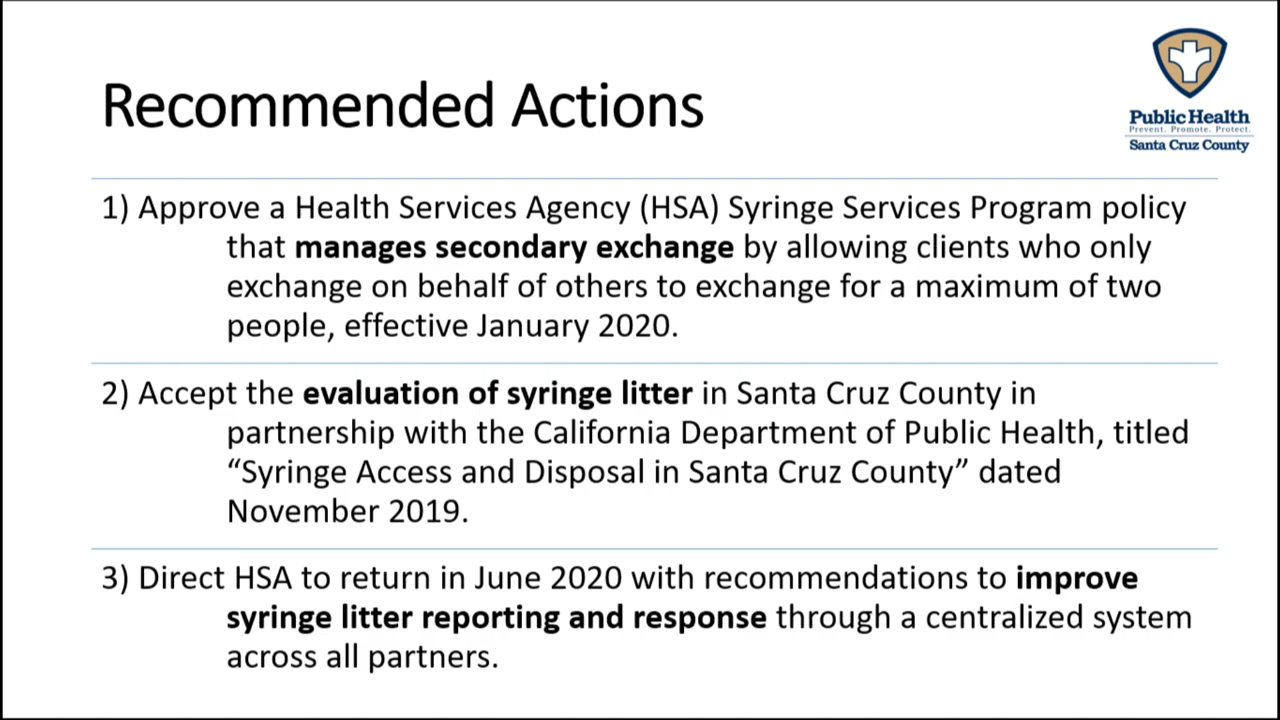 Recommended Actions
Public Health
Prevent. Promote. Protect.
Santa Cruz County
1) Approve a Health Services Agency (HSA) Syringe Services Program policy
that manages secondary exchange by allowing clients who only
exchange on behalf of others to exchange for a maximum of two
people, effective January 2020.
2) Accept the evaluation of syringe litter in Santa Cruz County in
partnership with the California Department of Public Health, titled
“Syringe Access and Disposal in Santa Cruz County” dated
November 2019.
3) Direct HSA to return in June 2020 with recommendations to improve
syringe litter reporting and response through a centralized system
across all partners.